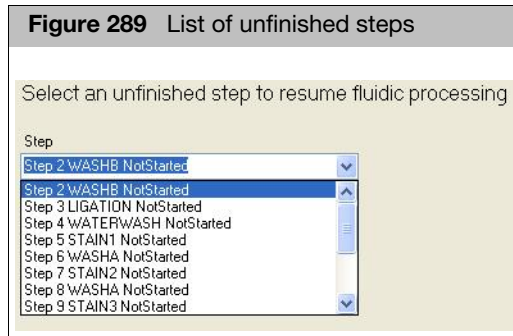 Figure 289 List of unfinished steps
Select an unfinished step to resume fluidic processing
Step
Step 2 WASHB NotStarted
Step 2 WASHB NotStarted
Step 3 LIGATION NotStarted
Step 4 WATERWASH NotStarted
Step 5 STAIN1 NotStarted
Step 6 WASHA NotStarted
Step 7 STAIN2 NotStarted
Step 8 WASHA NotStarted
Step 9 STAIN3 NotStarted